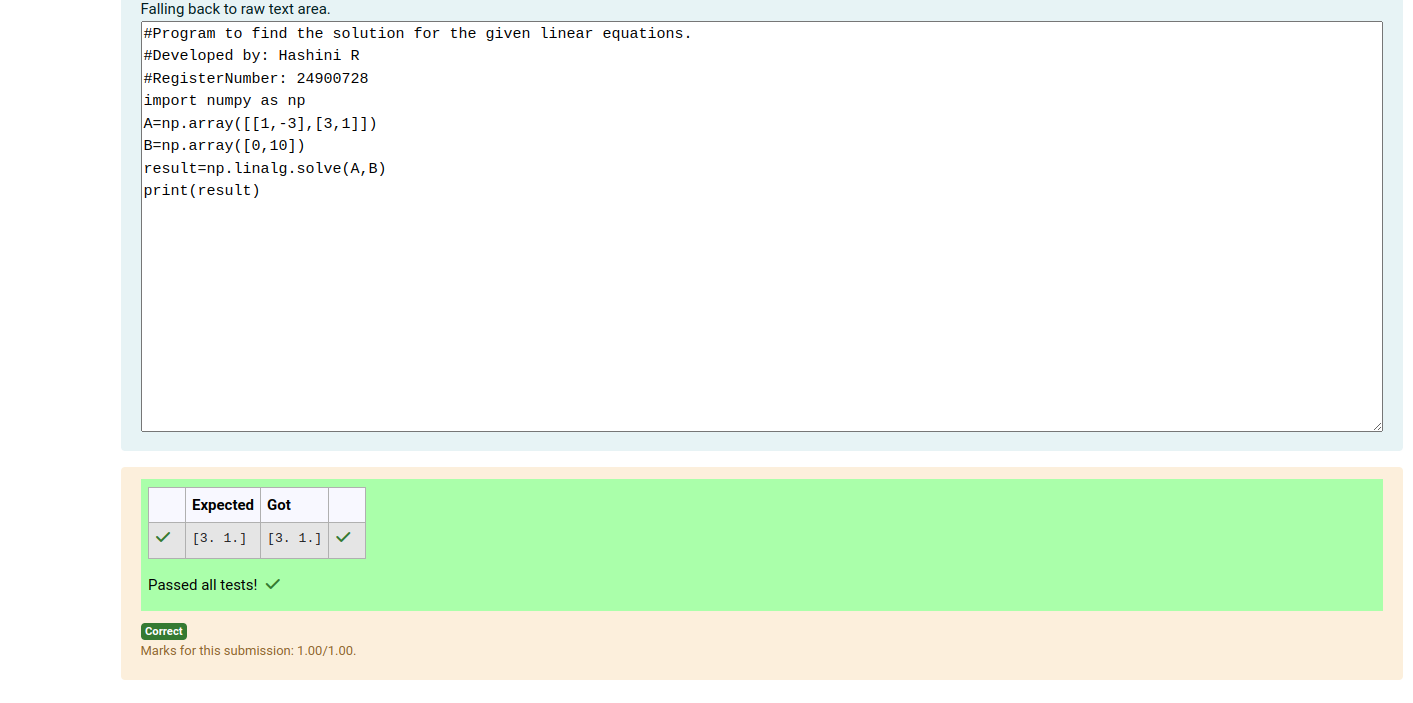 Falling back to raw text area.
#Program to find the solution for the given linear equations.
#Developed by: Hashini R
#RegisterNumber: 24900728
import numpy as np
A=np.array([[1,-3],[3,1]])
B=np.array([0,10])
result=np.linalg.solve(A,B)
print(result)
Expected Got
[3. 1.] [3. 1.]
Passed all tests!
Correct
Marks for this submission: 1.00/1.00.